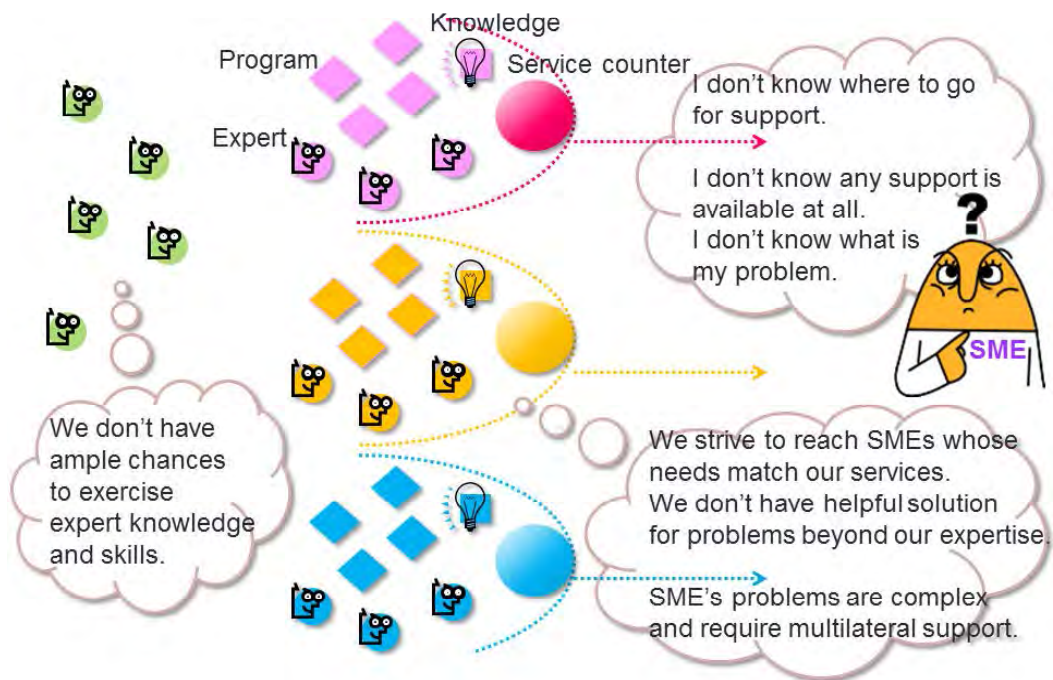 Knowledge
Program
Service counter
Expert
I don't know where to go
for support.
I don't know any support is
available at all.
I don't know what is
my problem.
?
SME
We don't have
ample chances
to exercise
expert knowledge
and skills.
We strive to reach SMEs whose
needs match our services.
We don't have helpful solution
for problems beyond our expertise.
SME's problems are complex
and require multilateral support.